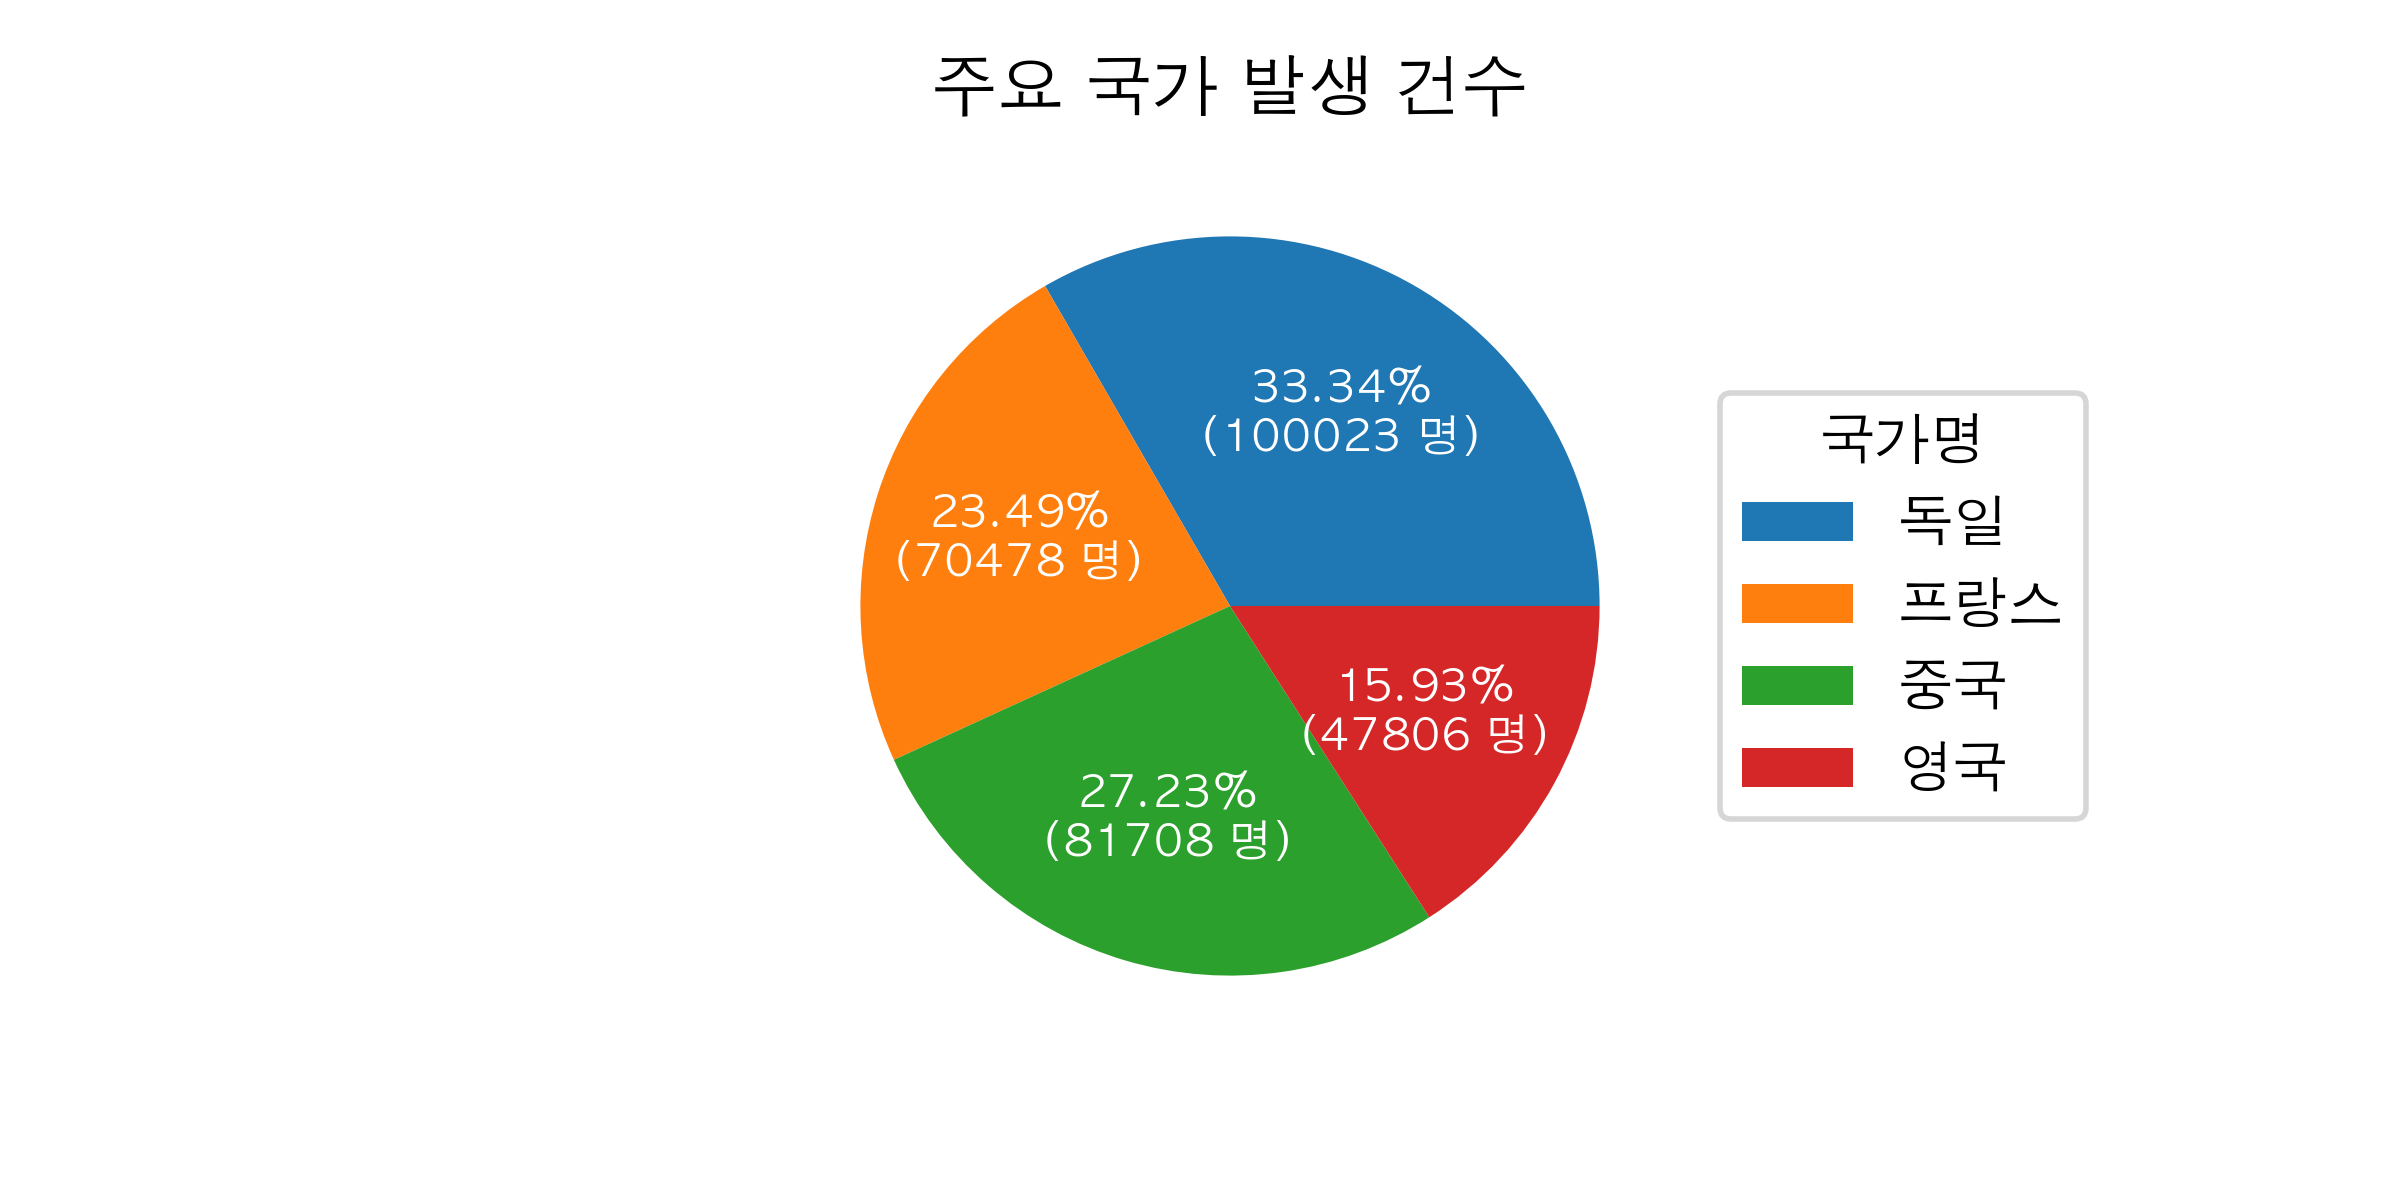 주요 국가 발생 건수
33.34%
(100023 명)
23.49%
(70478 명)
15.93%
(47806 명)
27.23%
(81708 명)
국가명
독일
프랑스
중국
영국